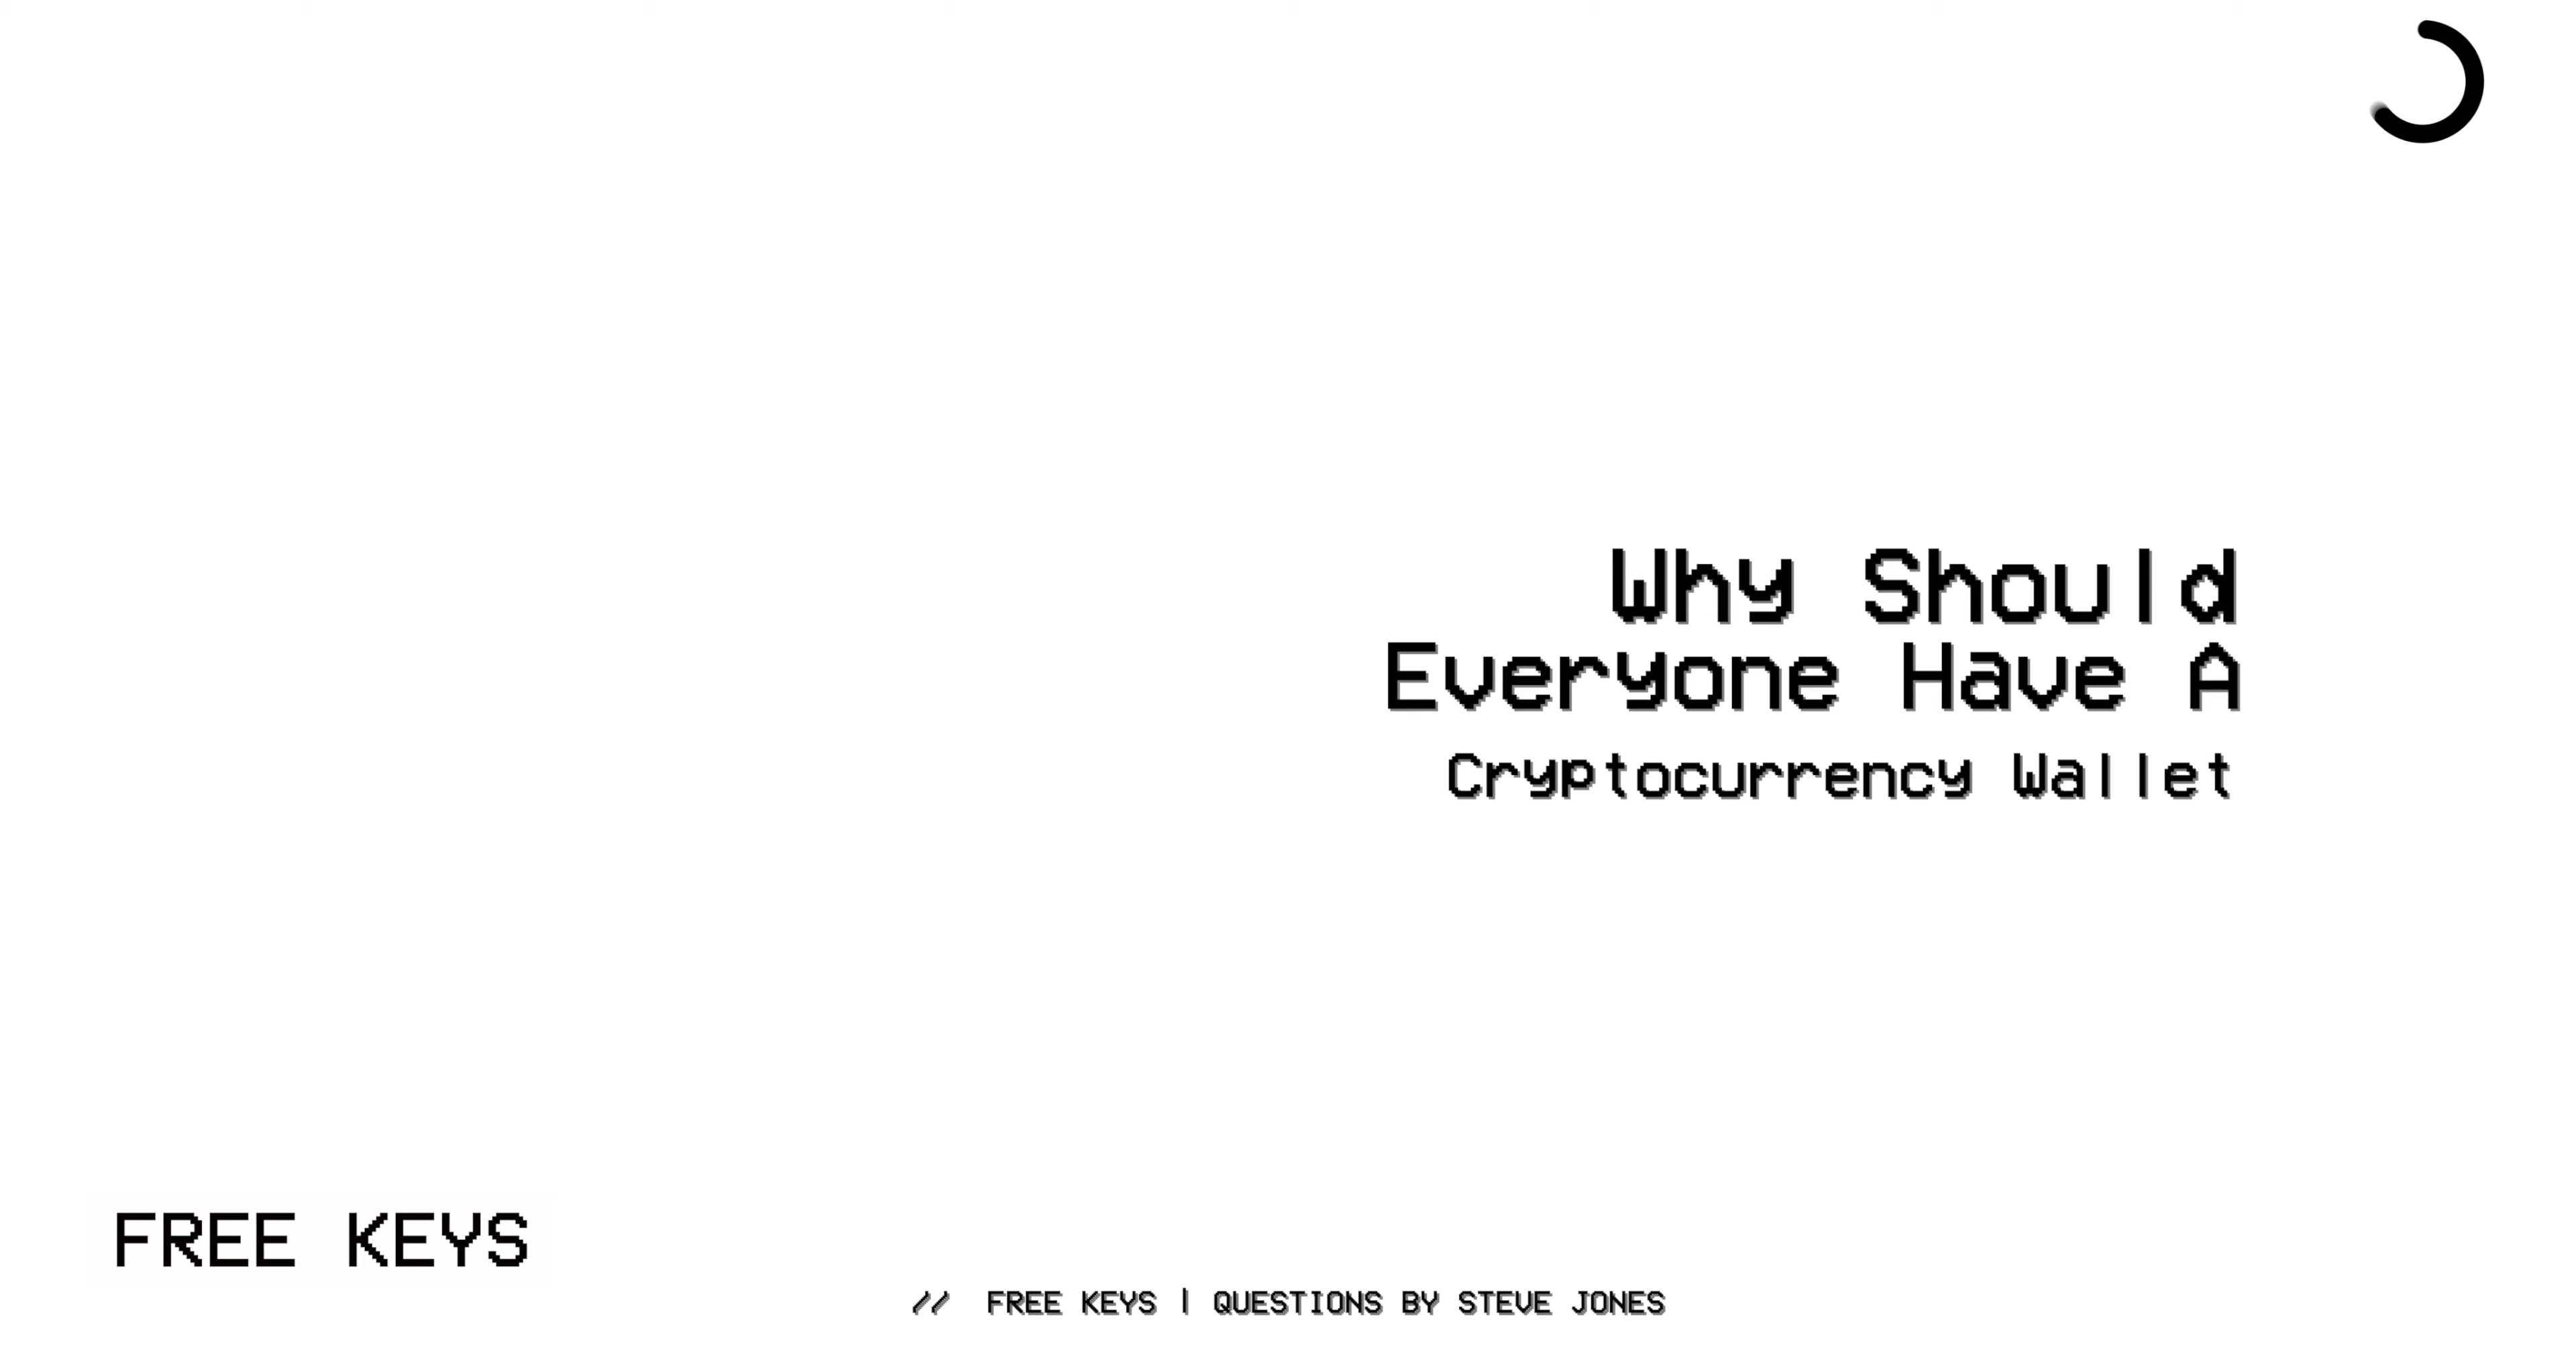 Why Should
Everyone Have A
Cryptocurrency Wallet
FREE KEYS
// FREE KEYS | QUESTIONS BY STEVE JONES